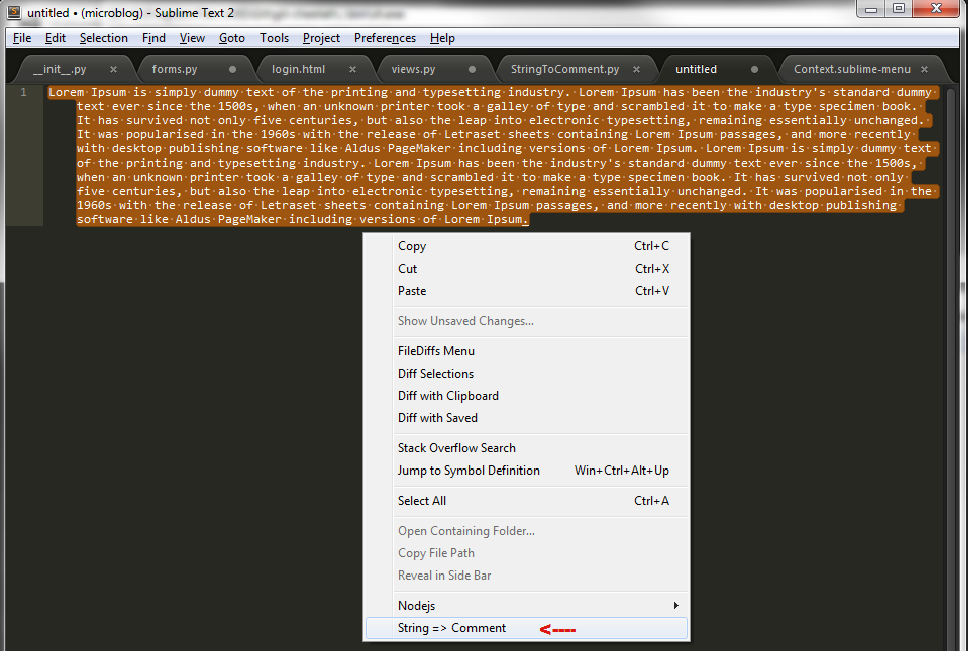 untitled • (microblog) - Sublime Text 2
File Edit Selection Find View Goto Tools Project Preferences Help
__init__.py forms.py login.html views.py StringToComment.py untitled Context.sublime-menu
1 Lorem Ipsum is simply dummy text of the printing and typesetting industry. Lorem Ipsum has been the industry's standard dummy
text ever since the 1500s, when an unknown printer took a galley of type and scrambled it to make a type specimen book.
It has survived not only five centuries, but also the leap into electronic typesetting, remaining essentially unchanged.
It was popularised in the 1960s with the release of Letraset sheets containing Lorem Ipsum passages, and more recently
with desktop publishing software like Aldus PageMaker including versions of Lorem Ipsum. Lorem Ipsum is simply dummy text
of the printing and typesetting industry. Lorem Ipsum has been the industry's standard dummy text ever since the 1500s,
when an unknown printer took a galley of type and scrambled it to make a type specimen book. It has survived not only
five centuries, but also the leap into electronic typesetting, remaining essentially unchanged. It was popularised in the
1960s with the release of Letraset sheets containing Lorem Ipsum passages, and more recently with desktop publishing
software like Aldus PageMaker including versions of Lorem Ipsum.
Copy Ctrl+C
Cut Ctrl+X
Paste Ctrl+V
Show Unsaved Changes...
FileDiffs Menu
Diff Selections
Diff with Clipboard
Diff with Saved
Stack Overflow Search
Jump to Symbol Definition Win+Ctrl+Alt+Up
Select All Ctrl+A
Open Containing Folder...
Copy File Path
Reveal in Side Bar
Nodejs
String => Comment <----